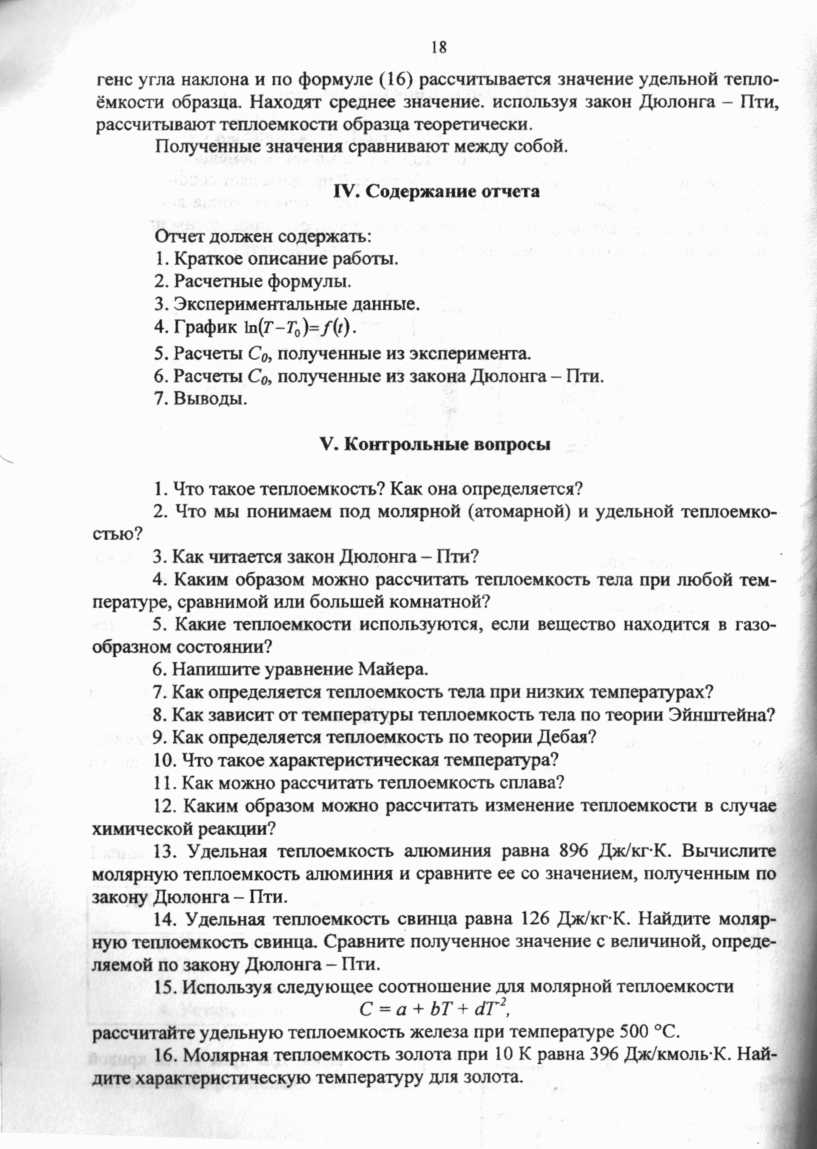 18
генс угла наклона и по формуле (16) рассчитывается значение удельной тепло-
ёмкости образца. Находят среднее значение. используя закон Дюлонга – Пти,
рассчитывают теплоемкости образца теоретически.
Полученные значения сравнивают между собой.
IV. Содержание отчета
Отчет должен содержать:
1. Краткое описание работы.
2. Расчетные формулы.
3. Экспериментальные данные.
4. График ln(T-T₀)=f(t).
5. Расчеты C₀, полученные из эксперимента.
6. Расчеты C₀, полученные из закона Дюлонга – Пти.
7. Выводы.
V. Контрольные вопросы
1. Что такое теплоемкость? Как она определяется?
2. Что мы понимаем под молярной (атомарной) и удельной теплоемко-
стью?
3. Как читается закон Дюлонга – Пти?
4. Каким образом можно рассчитать теплоемкость тела при любой тем-
пературе, сравнимой или большей комнатной?
5. Какие теплоемкости используются, если вещество находится в газо-
образном состоянии?
6. Напишите уравнение Майера.
7. Как определяется теплоемкость тела при низких температурах?
8. Как зависит от температуры теплоемкость тела по теории Эйнштейна?
9. Как определяется теплоемкость по теории Дебая?
10. Что такое характеристическая температура?
11. Как можно рассчитать теплоемкость сплава?
12. Каким образом можно рассчитать изменение теплоемкости в случае
химической реакции?
13. Удельная теплоемкость алюминия равна 896 Дж/кг·К. Вычислите
молярную теплоемкость алюминия и сравните ее со значением, полученным по
закону Дюлонга – Пти.
14. Удельная теплоемкость свинца равна 126 Дж/кг·К. Найдите моляр-
ную теплоемкость свинца. Сравните полученное значение с величиной, опреде-
ляемой по закону Дюлонга – Пти.
15. Используя следующее соотношение для молярной теплоемкости
C = a + bT + dT²,
рассчитайте удельную теплоемкость железа при температуре 500 °C.
16. Молярная теплоемкость золота при 10 К равна 396 Дж/кмоль·К. Най-
дите характеристическую температуру для золота.